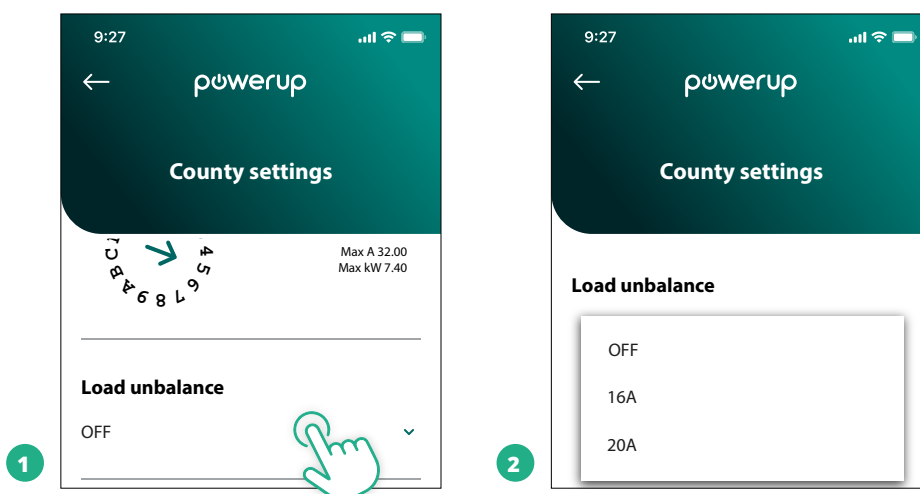 9:27
powerup
County settings
A B C
4 5 6 7 8 9
Max A 32.00
Max kW 7.40
Load unbalance
OFF
1
9:27
powerup
County settings
Load unbalance
OFF
16A
20A
2